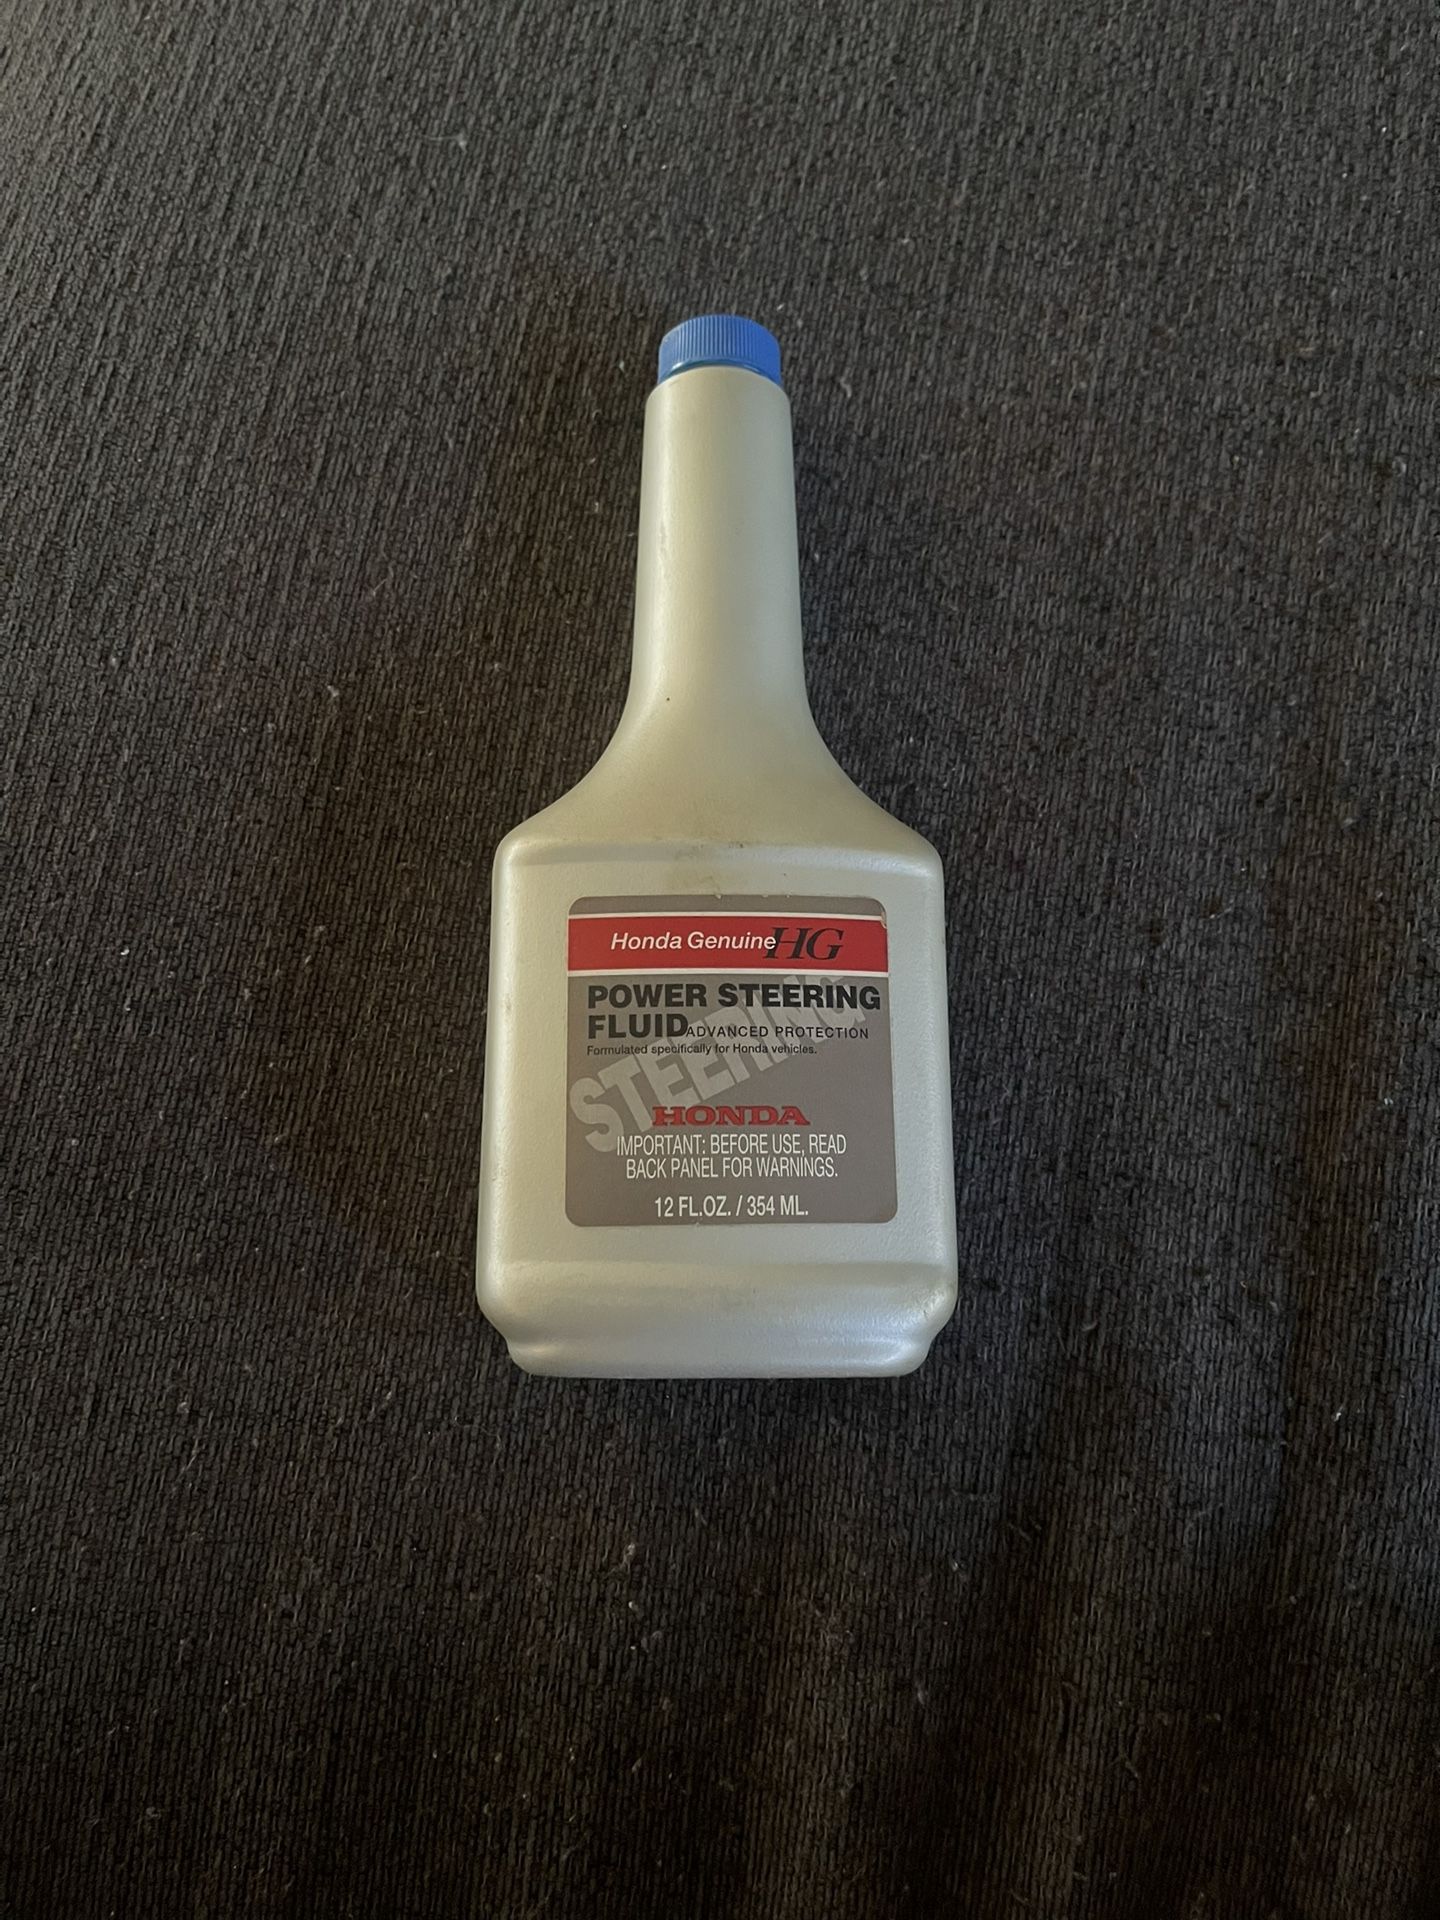 Honda Genuine HG
POWER STEERING
FLUID ADVANCED PROTECTION
Formulated specifically for Honda vehicles.
STEERING
HONDA
IMPORTANT: BEFORE USE, READ
BACK PANEL FOR WARNINGS.
12 FL.OZ. / 354 ML.